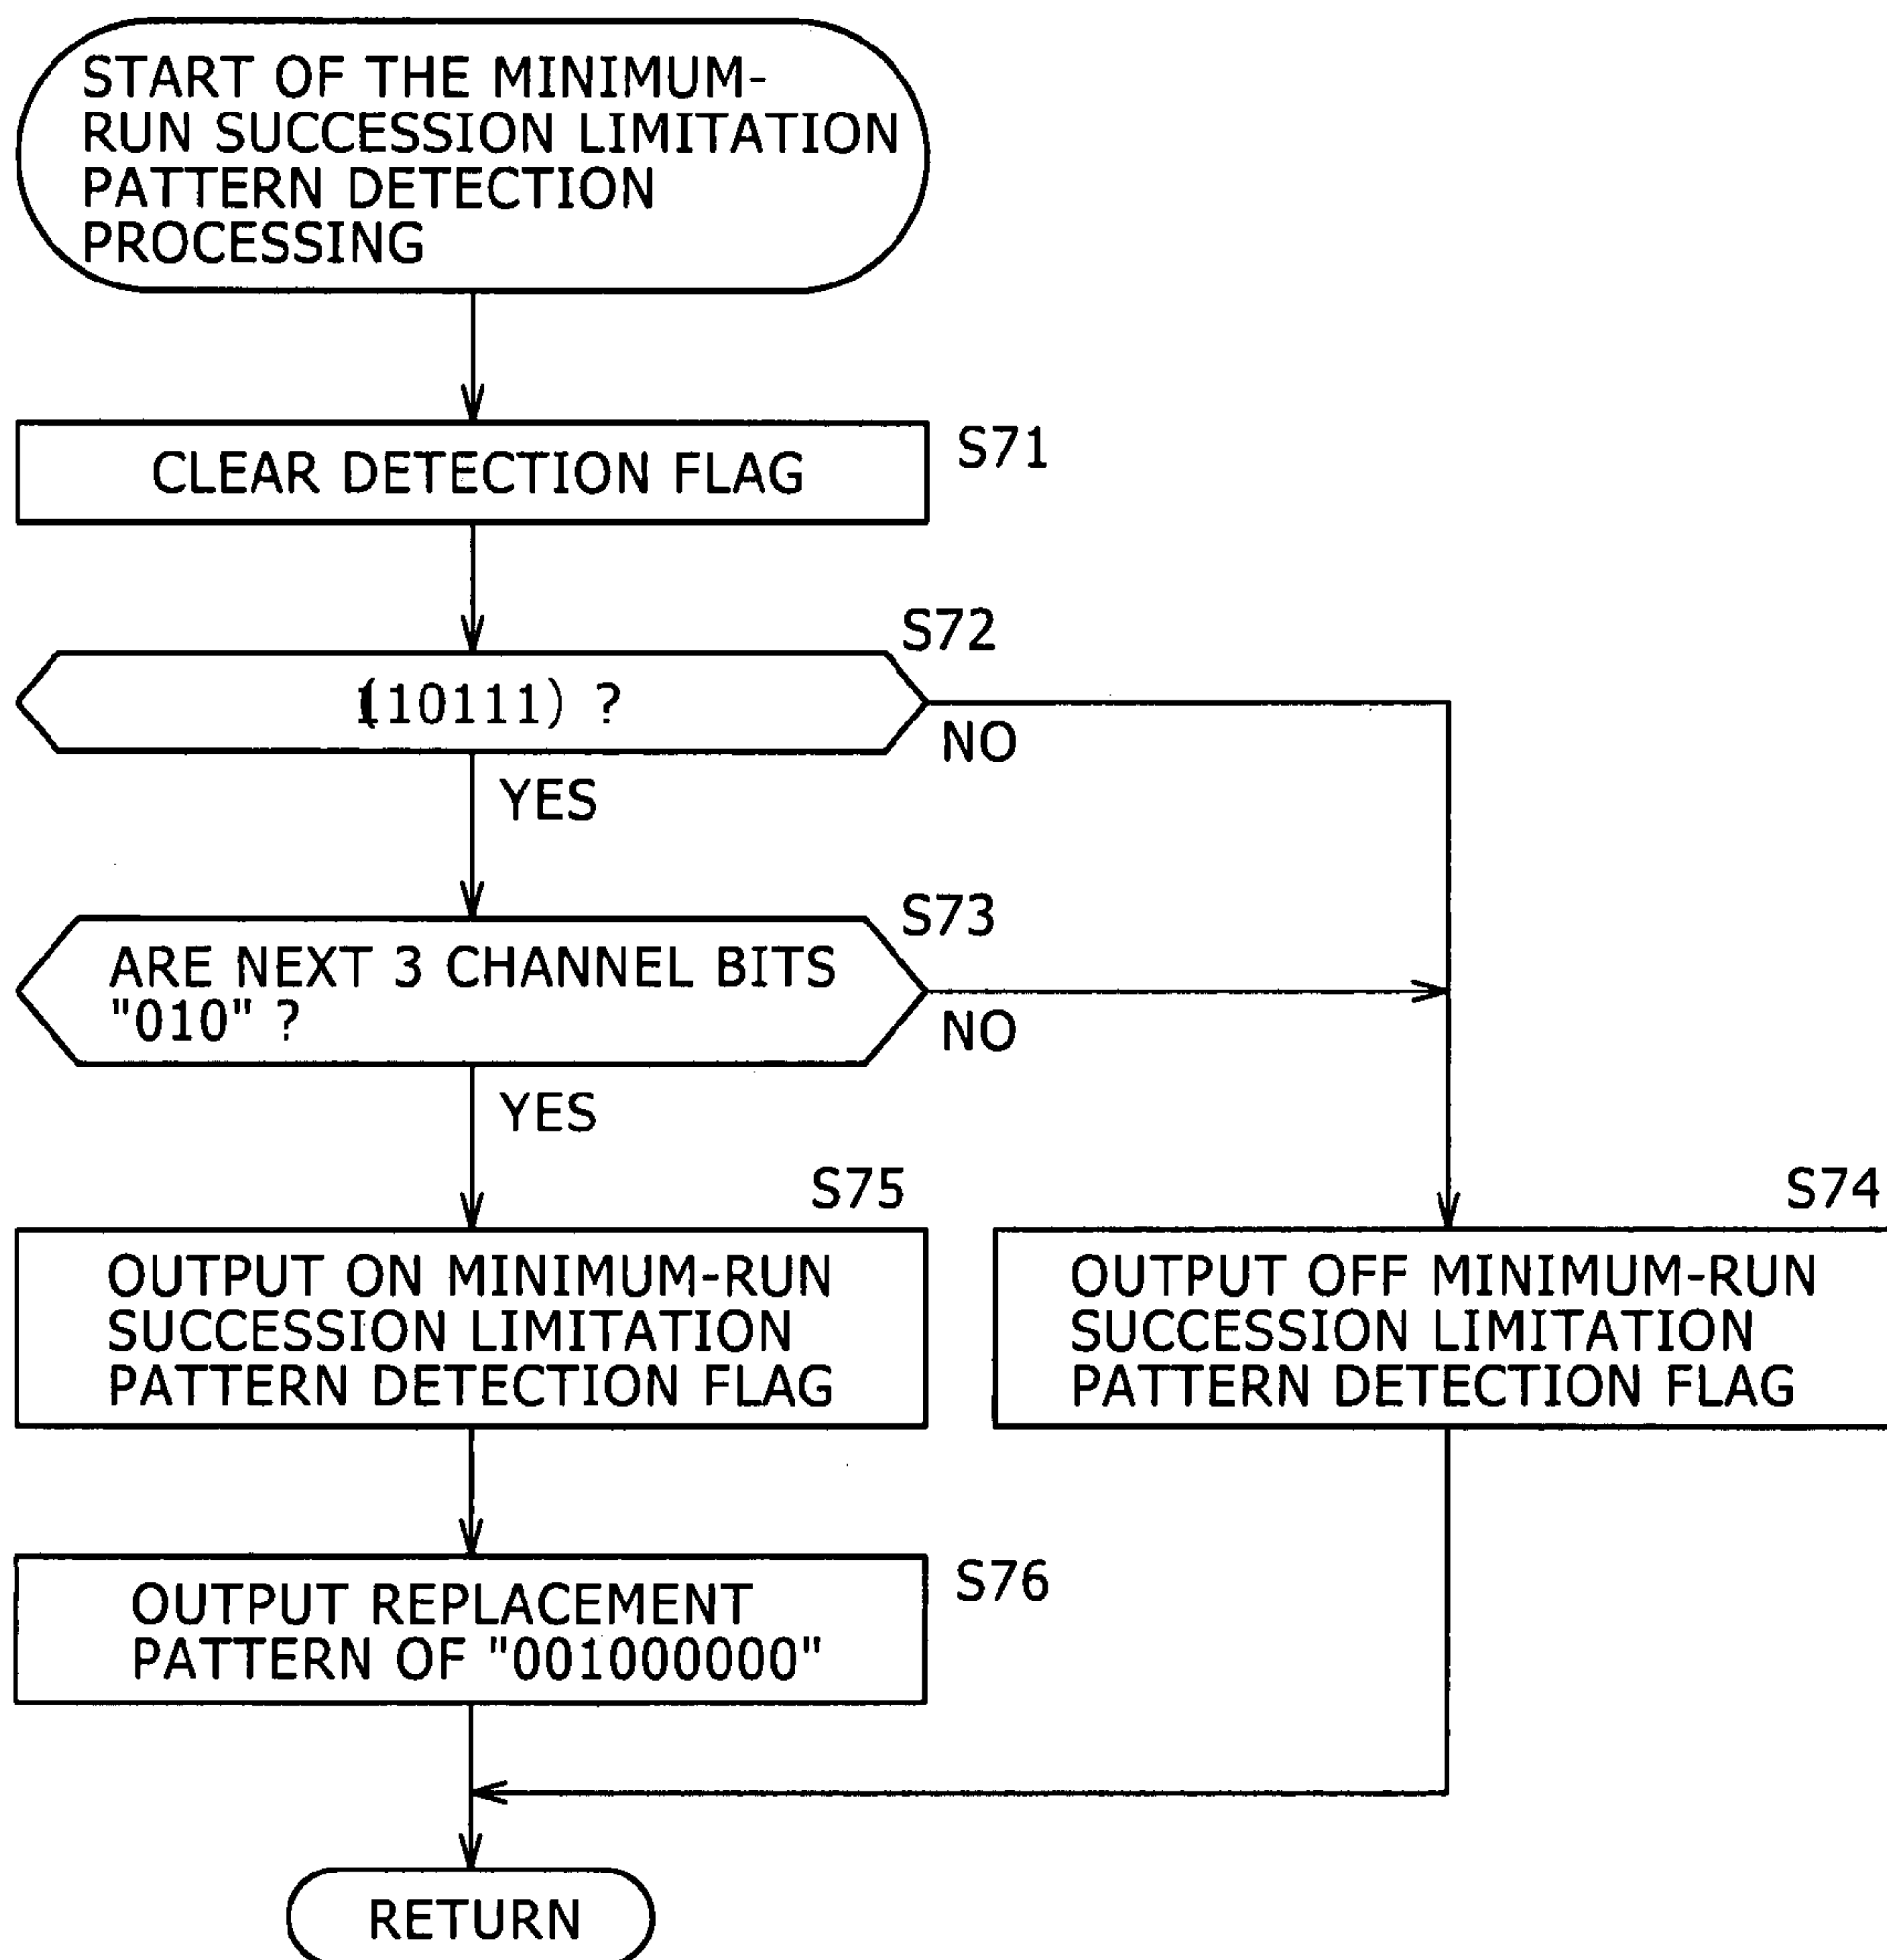 START OF THE MINIMUM-
RUN SUCCESSION LIMITATION
PATTERN DETECTION
PROCESSING
CLEAR DETECTION FLAG
S71
S72
(110111) ?
NO
YES
S73
ARE NEXT 3 CHANNEL BITS
"010" ?
NO
YES
S75
S74
OUTPUT ON MINIMUM-RUN
SUCCESSION LIMITATION
PATTERN DETECTION FLAG
OUTPUT OFF MINIMUM-RUN
SUCCESSION LIMITATION
PATTERN DETECTION FLAG
OUTPUT REPLACEMENT
PATTERN OF "001000000"
S76
RETURN